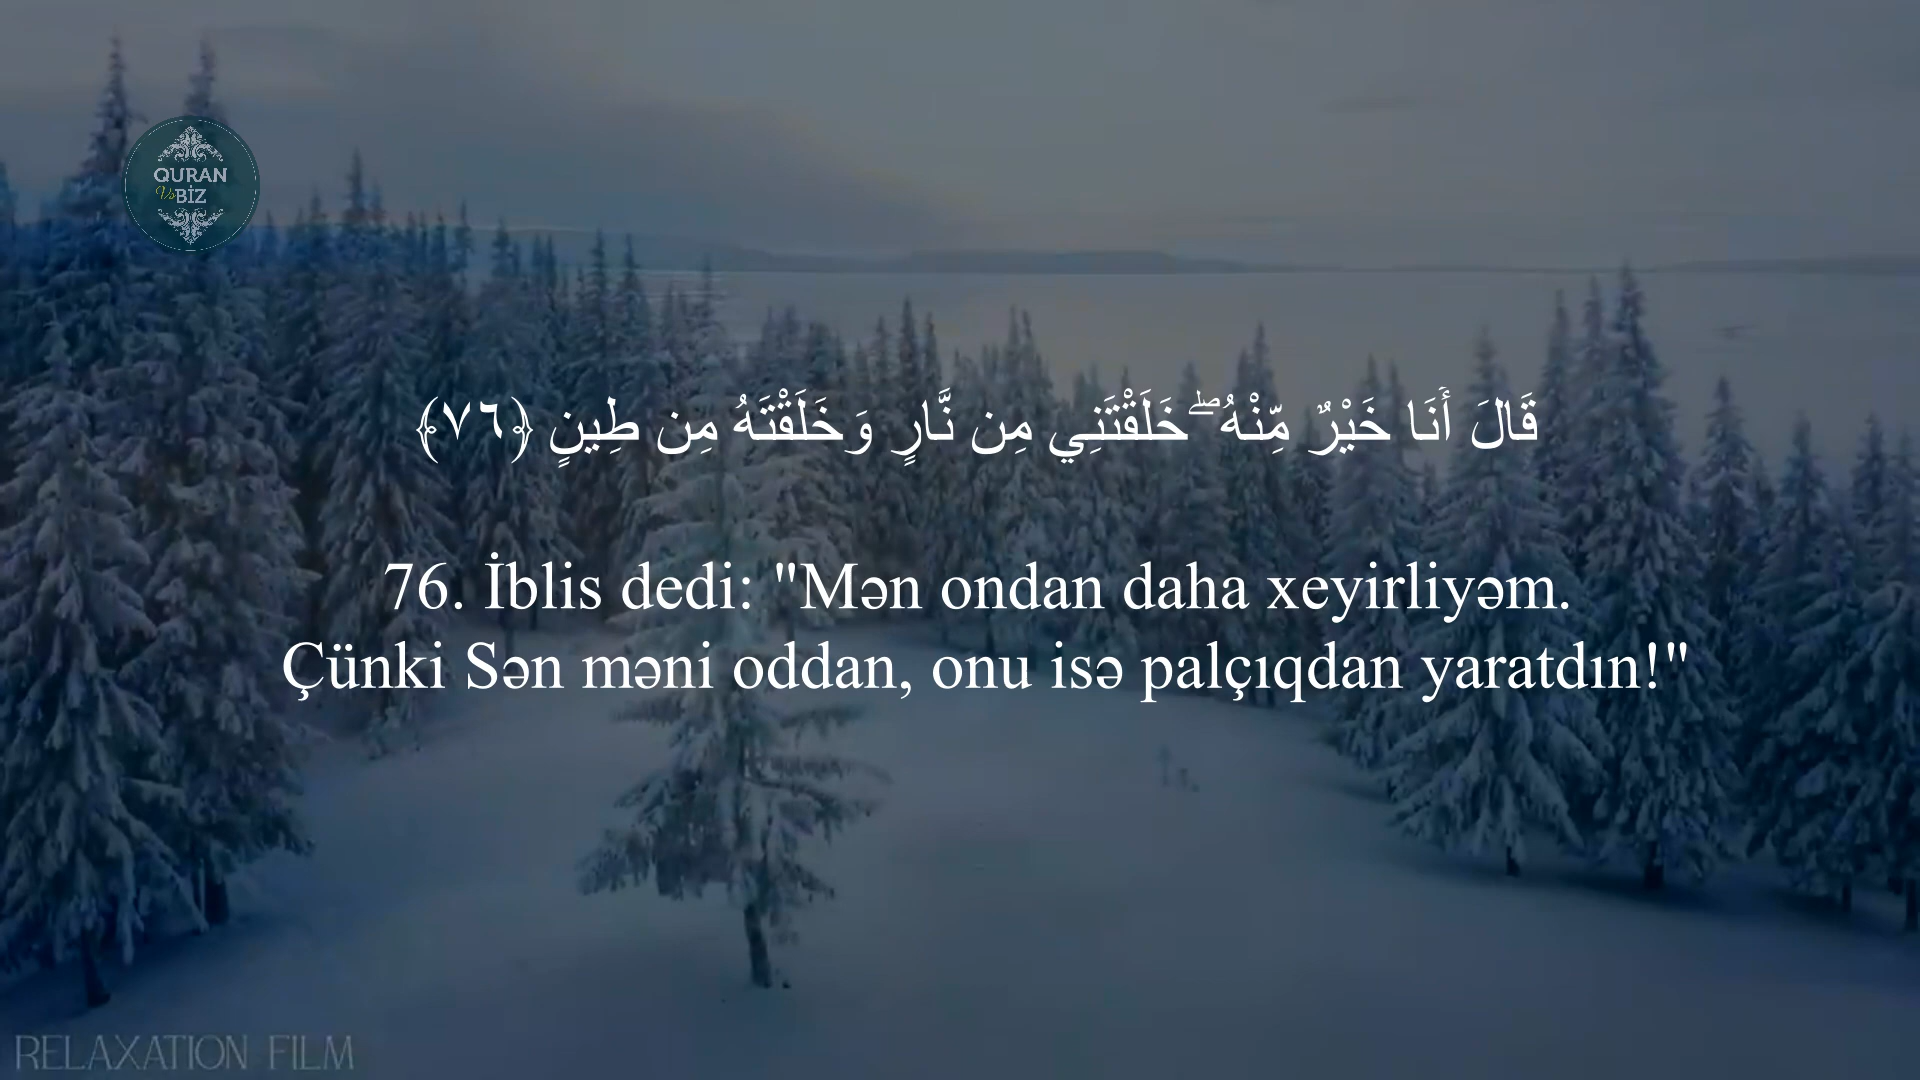 QURAN
Və BİZ
قَالَ أَنَا خَيْرٌ مِّنْهُ ۖ خَلَقْتَنِي مِن نَّارٍ وَخَلَقْتَهُ مِن طِينٍ ﴿٧٦﴾
76. İblis dedi: "Mən ondan daha xeyirliyəm.
Çünki Sən məni oddan, onu isə palçıqdan yaratdın!"
RELAXATION FILM